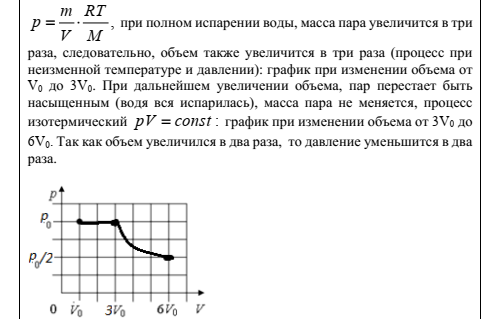 p = m/V · RT/M, при полном испарении воды, масса пара увеличится в три
раза, следовательно, объем также увеличится в три раза (процесс при
неизменной температуре и давлении): график при изменении объема от
V₀ до 3V₀. При дальнейшем увеличении объема, пар перестает быть
насыщенным (водя вся испарилась), масса пара не меняется, процесс
изотермический pV = const : график при изменении объема от 3V₀ до
6V₀. Так как объем увеличился в два раза, то давление уменьшится в два
раза.
p
p₀
p₀/2
0 V₀ 3V₀ 6V₀ V